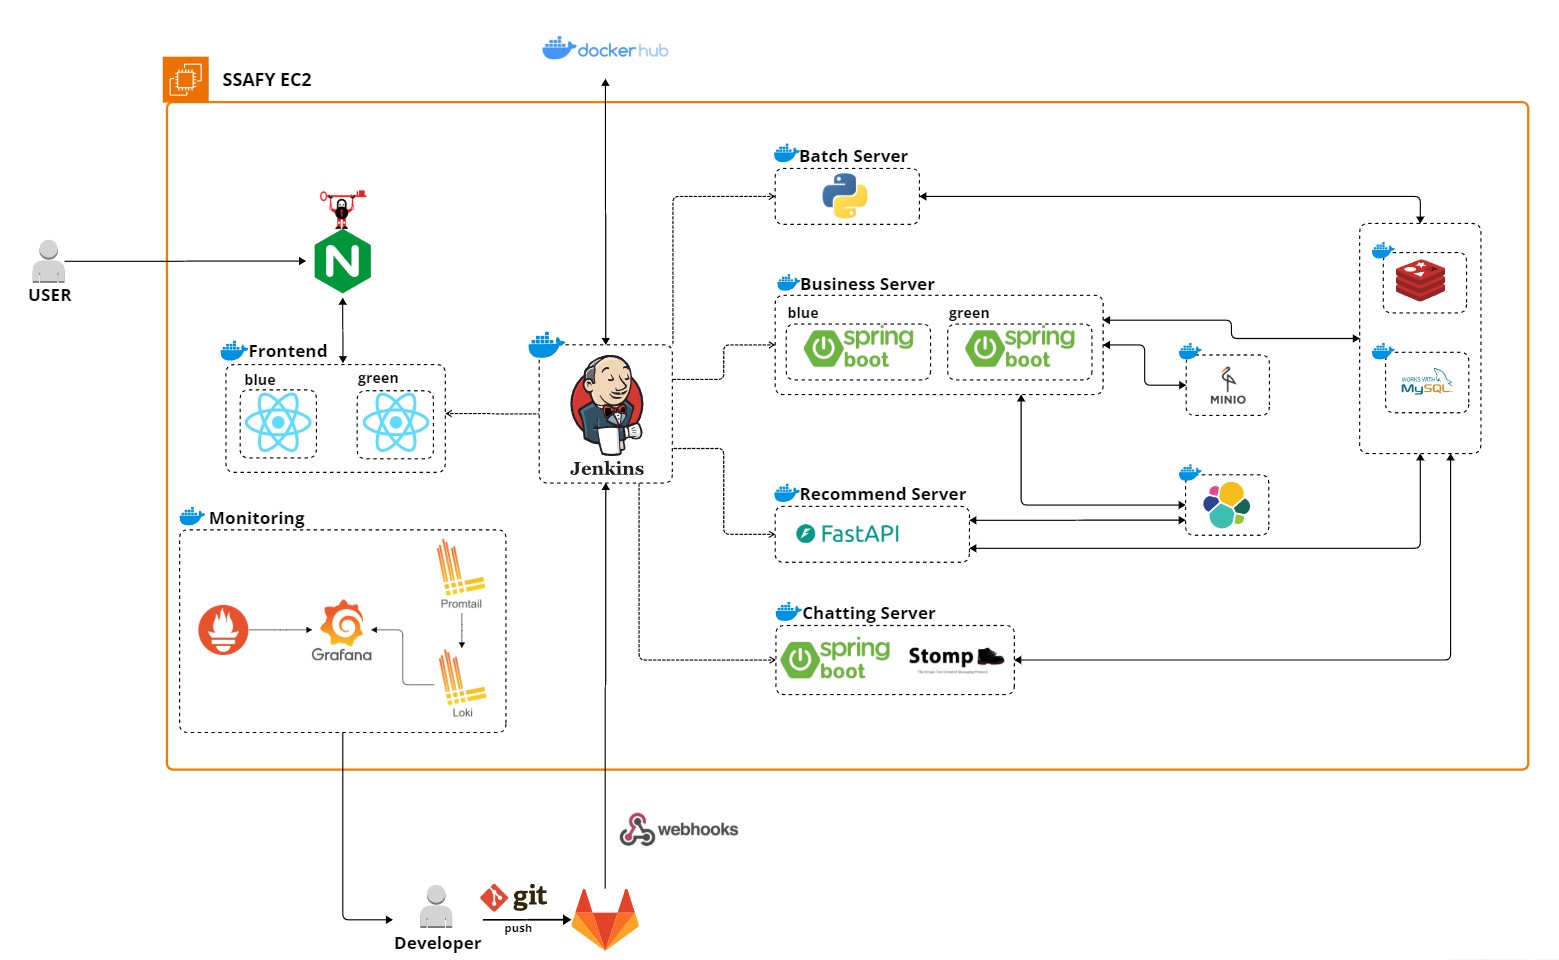 docker hub
SSAFY EC2
Batch Server
N
USER
Business Server
blue
green
spring
boot
spring
boot
Frontend
blue
green
MINIO
WORKS WITH
MySQL
Jenkins
Recommend Server
FastAPI
Monitoring
Promtail
Grafana
Loki
Chatting Server
spring
boot
Stomp
webhooks
git
push
Developer